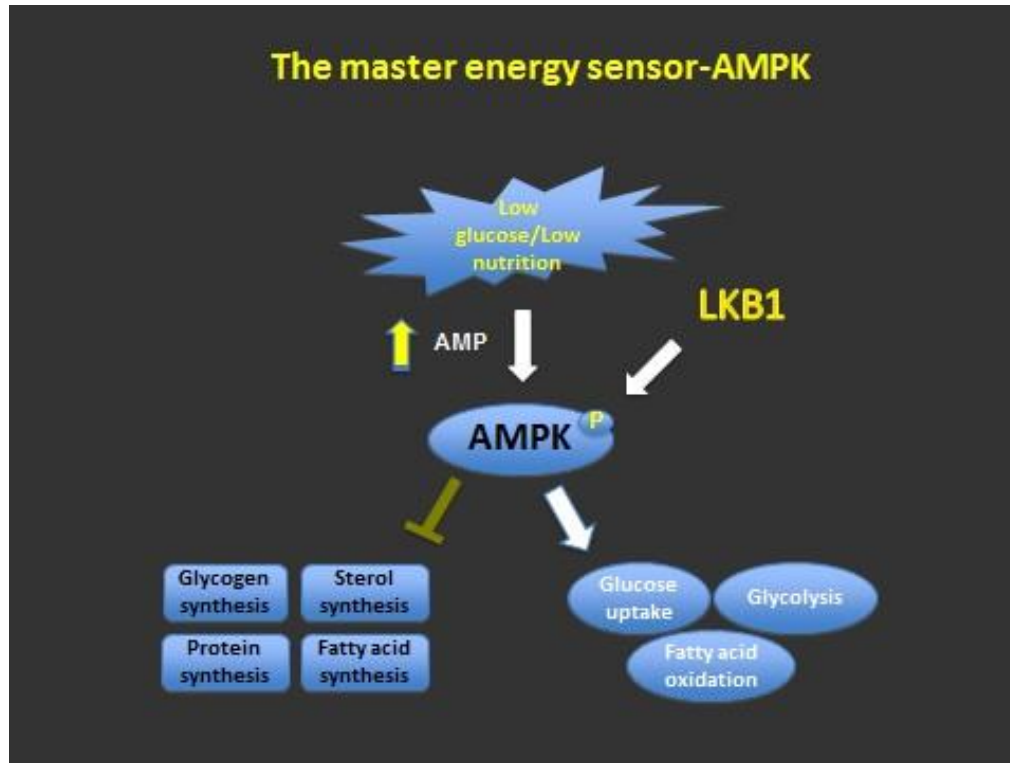 The master energy sensor-AMPK
Low
glucose/Low
nutrition
LKB1
AMP
AMPK
P
Glycogen
synthesis
Sterol
synthesis
Protein
synthesis
Fatty acid
synthesis
Glucose
uptake
Glycolysis
Fatty acid
oxidation